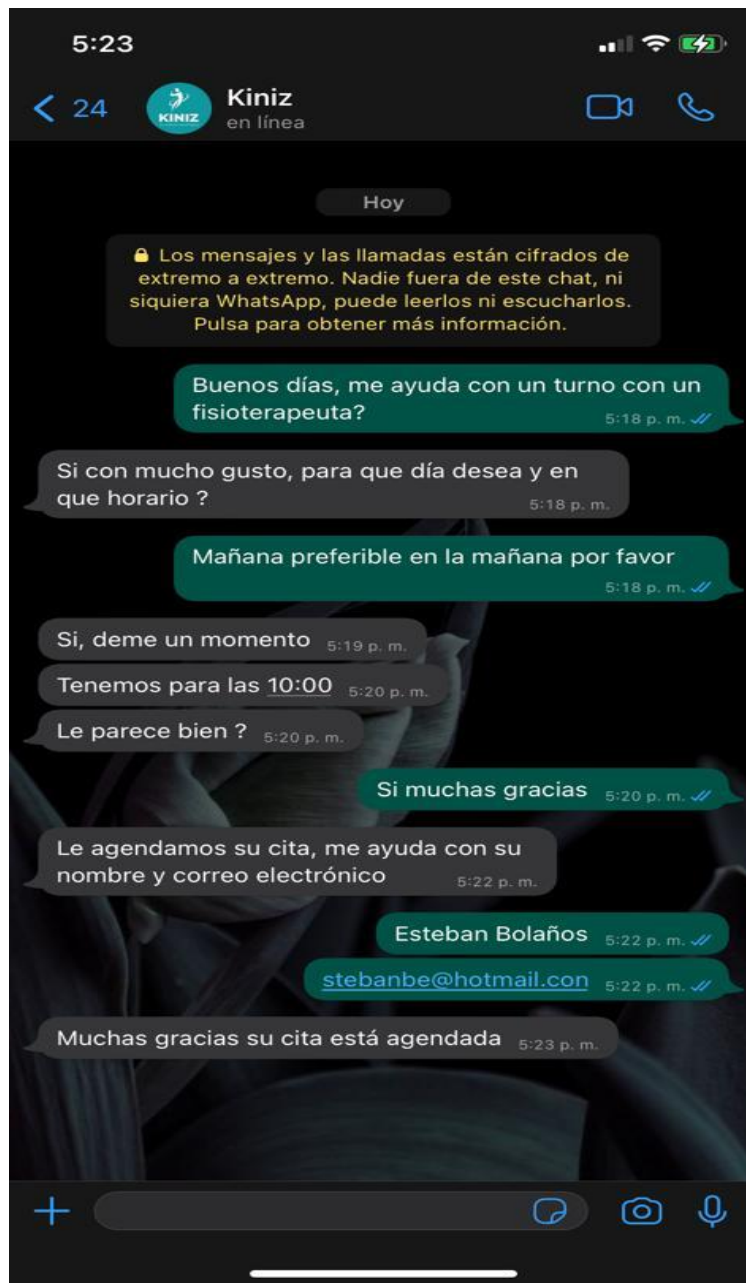 5:23
24
KINIZ
Kiniz
en línea
Hoy
Los mensajes y las llamadas están cifrados de
extremo a extremo. Nadie fuera de este chat, ni
siquiera WhatsApp, puede leerlos ni escucharlos.
Pulsa para obtener más información.
Buenos días, me ayuda con un turno con un
fisioterapeuta?
5:18 p. m.
Si con mucho gusto, para que día desea y en
que horario ?
5:18 p. m.
Mañana preferible en la mañana por favor
5:18 p. m.
Si, deme un momento 5:19 p. m.
Tenemos para las 10:00 5:20 p. m.
Le parece bien ? 5:20 p. m.
Si muchas gracias 5:20 p. m.
Le agendamos su cita, me ayuda con su
nombre y correo electrónico 5:22 p. m.
Esteban Bolaños 5:22 p. m.
stebanbe@hotmail.con 5:22 p. m.
Muchas gracias su cita está agendada 5:23 p. m.